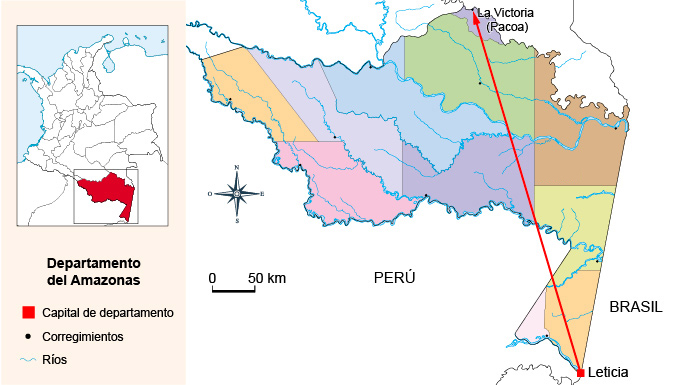 La Victoria
(Pacoa)
N
O
E
S
0
50 km
PERÚ
BRASIL
Leticia
Departamento
del Amazonas
Capital de departamento
Corregimientos
Ríos